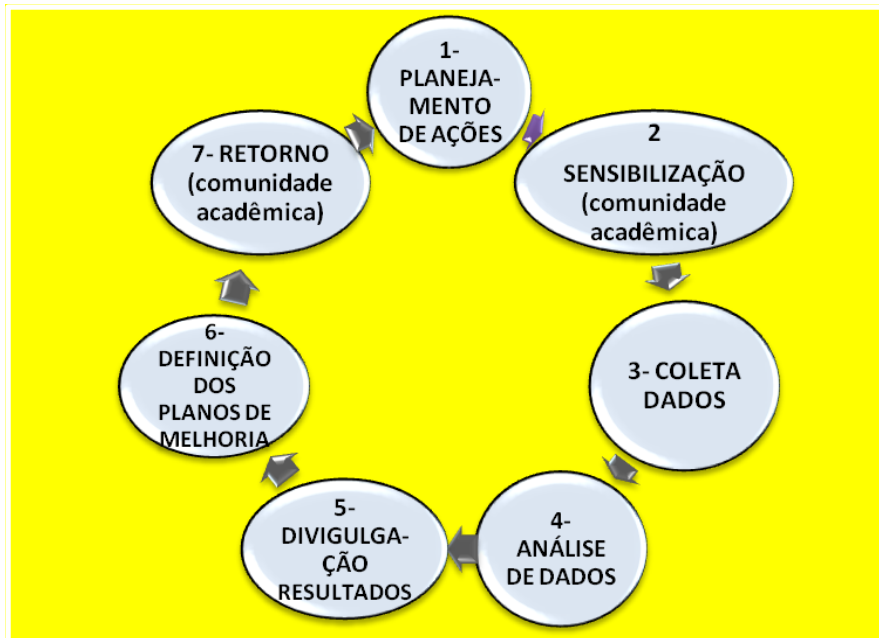 1-
PLANEJA-
MENTO
DE AÇÕES
2
SENSIBILIZAÇÃO
(comunidade
acadêmica)
3- COLETA
DADOS
4-
ANÁLISE
DE DADOS
5-
DIVIGULGA-
ÇÃO
RESULTADOS
6-
DEFINIÇÃO
DOS
PLANOS DE
MELHORIA
7- RETORNO
(comunidade
acadêmica)